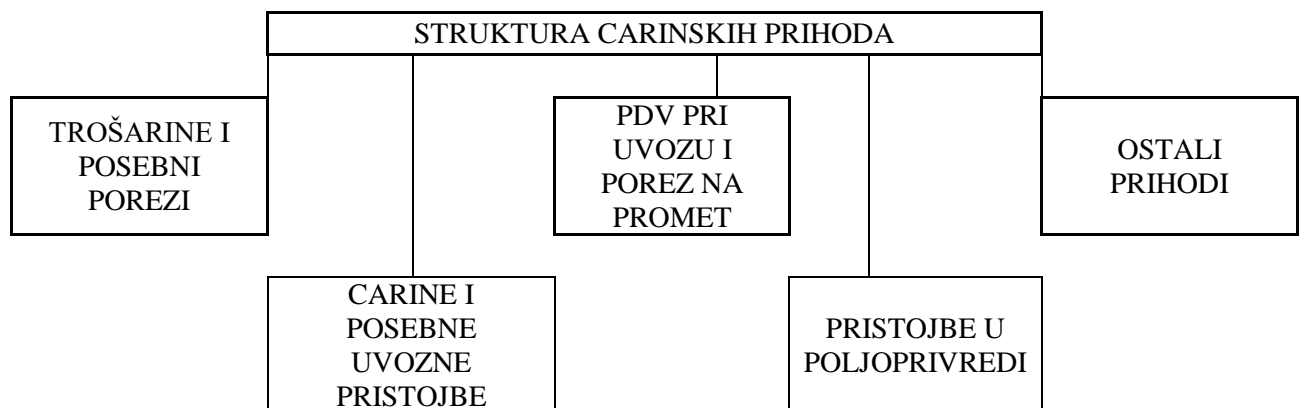 STRUKTURA CARINSKIH PRIHODA
TROŠARINE I
POSEBNI
POREZI
PDV PRI
UVOZU I
POREZ NA
PROMET
OSTALI
PRIHODI
CARINE I
POSEBNE
UVOZNE
PRISTOJBE
PRISTOJBE U
POLJOPRIVREDI